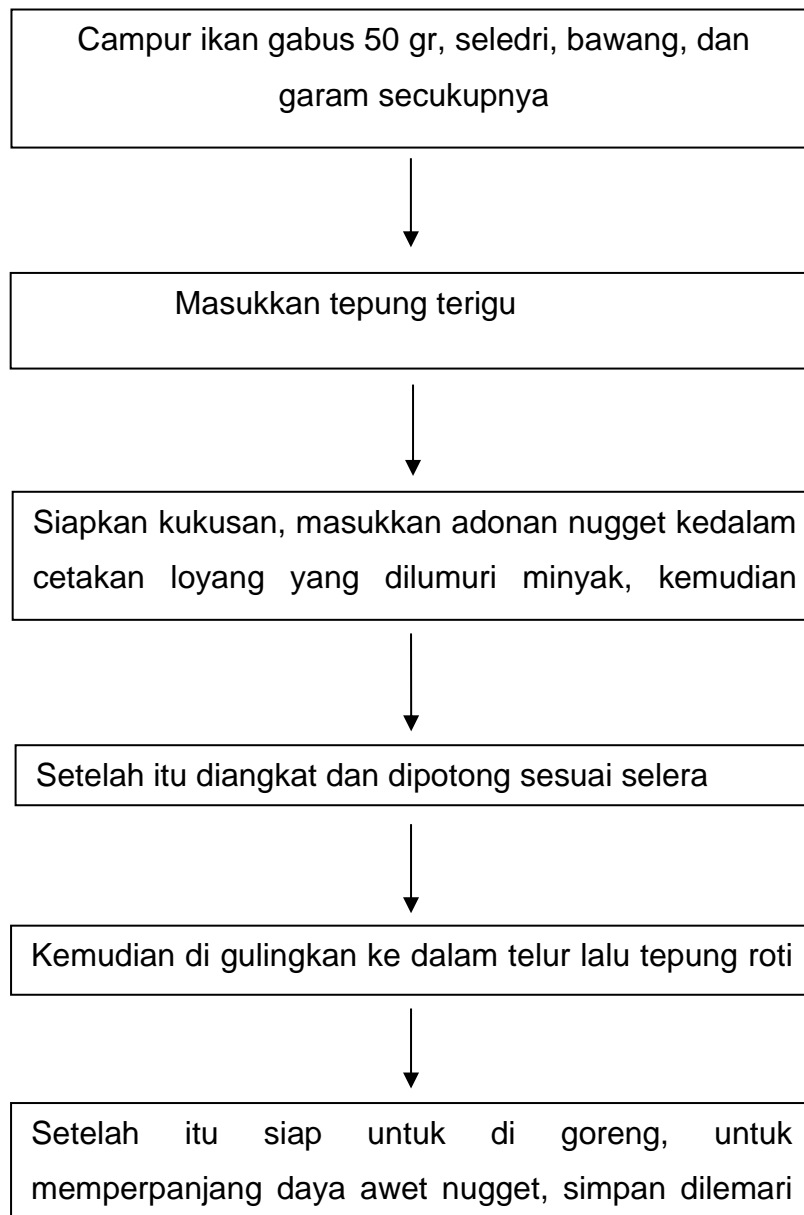 Campur ikan gabus 50 gr, seledri, bawang, dan
garam secukupnya
Masukkan tepung terigu
Siapkan kukusan, masukkan adonan nugget kedalam
cetakan loyang yang dilumuri minyak, kemudian
Setelah itu diangkat dan dipotong sesuai selera
Kemudian di gulingkan ke dalam telur lalu tepung roti
Setelah itu siap untuk di goreng, untuk
memperpanjang daya awet nugget, simpan dilemari